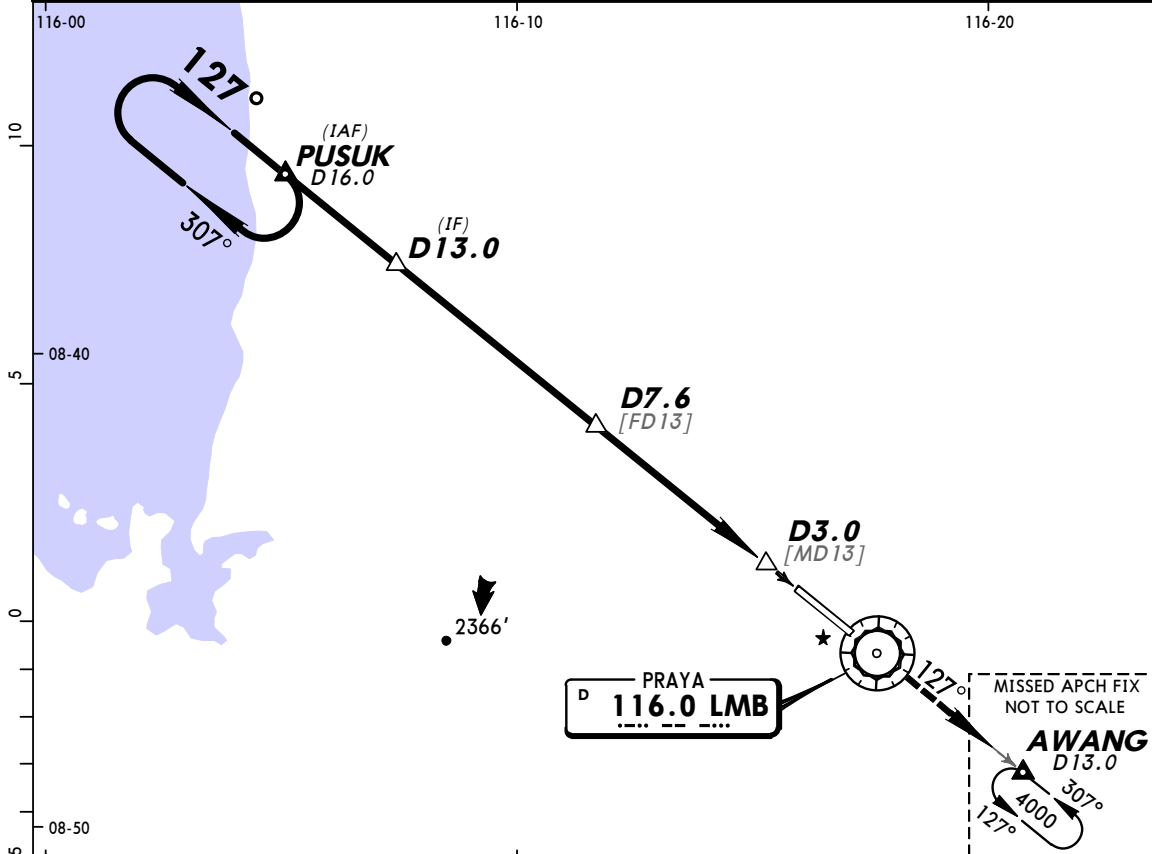 116-00
116-10
116-20
127°
10
(IAF)
PUSUK
D16.0
307°
(IF)
D13.0
08-40
5
D7.6
[FD13]
D3.0
[MD13]
0
2366'
PRAYA
D 116.0 LMB
127°
MISSED APCH FIX
NOT TO SCALE
AWANG
D13.0
307°
4000
127°
08-50
5